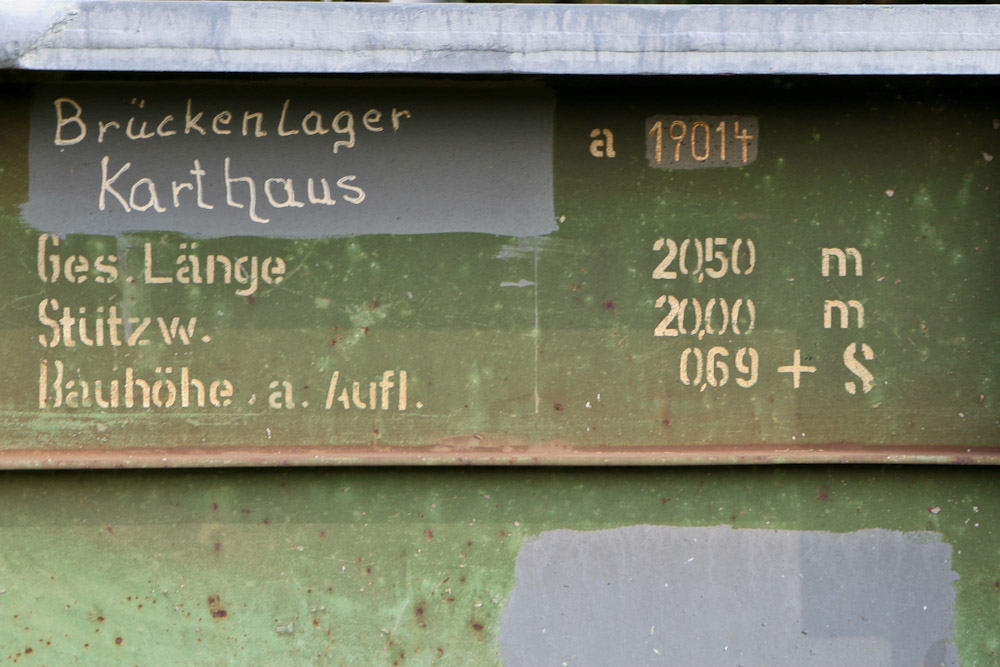 Brückenlager a 19014
Karthaus
Ges. Länge 20,50 m
Stützw. 20,00 m
Bauhöhe a. Aufl. 0,69 + S